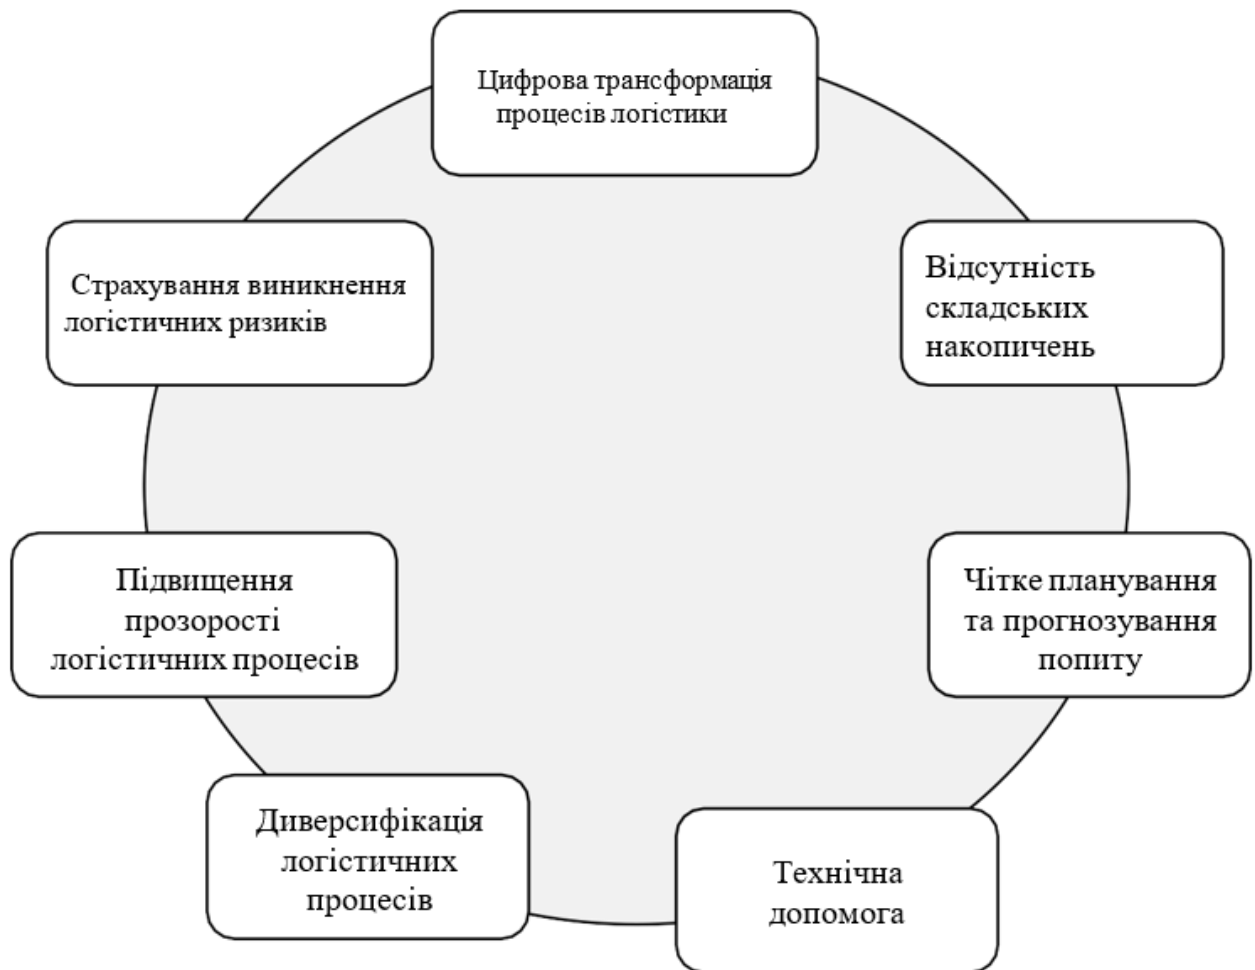 Цифрова трансформація
процесів логістики
Страхування виникнення
логістичних ризиків
Відсутність
складських
накопичень
Підвищення
прозорості
логістичних процесів
Чітке планування
та прогнозування
попиту
Диверсифікація
логістичних
процесів
Технічна
допомога